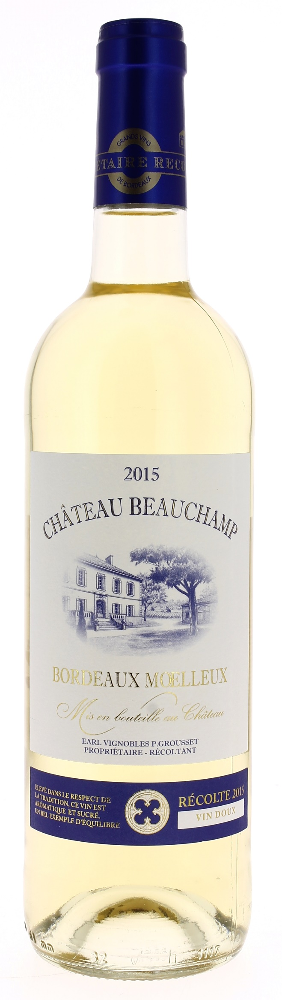 GRANDS VINS
ETAIRE RECO
DE BORDEAUX
2015
CHÂTEAU BEAUCHAMP
BORDEAUX MOELLEUX
Mis en bouteille au Château
EARL VIGNOBLES P.GROUSSET
PROPRIÉTAIRE - RÉCOLTANT
ELEVÉ DANS LE RESPECT DE
LA TRADITION, CE VIN EST
AROMATIQUE ET SUCRÉ.
UN BEL EXEMPLE D'ÉQUILIBRE
RÉCOLTE 2015
VIN DOUX
32
1117